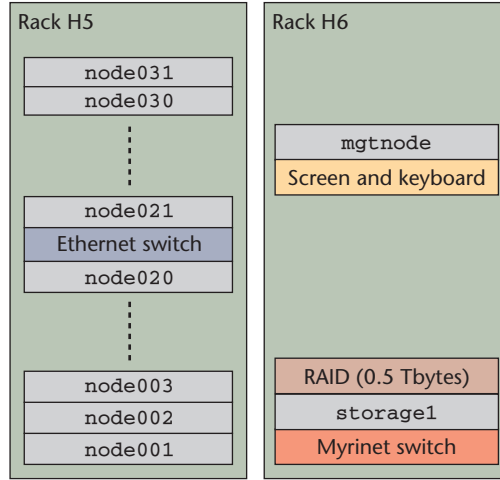 Rack H5
node031
node030
node021
Ethernet switch
node020
node003
node002
node001
Rack H6
mgtnode
Screen and keyboard
RAID (0.5 Tbytes)
storage1
Myrinet switch